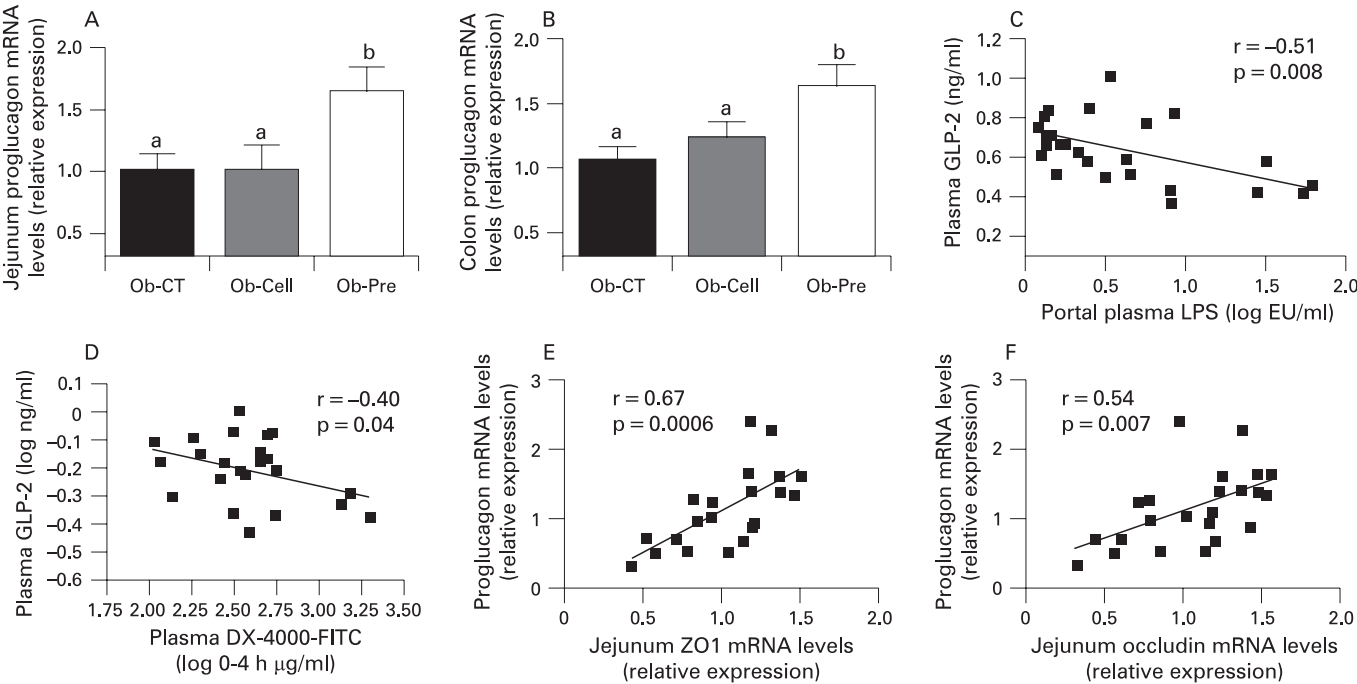 A
Jejunum proglucagon mRNA
levels (relative expression)
2.0
1.5
1.0
0.5
a
a
b
Ob-CT
Ob-Cell
Ob-Pre
B
Colon proglucagon mRNA
levels (relative expression)
2.0
1.5
1.0
0.5
a
a
b
Ob-CT
Ob-Cell
Ob-Pre
C
Plasma GLP-2 (ng/ml)
1.2
1.0
0.8
0.6
0.4
0.2
r = –0.51
p = 0.008
0 0.5 1.0 1.5 2.0
Portal plasma LPS (log EU/ml)
D
Plasma GLP-2 (log ng/ml)
0.1
0
–0.1
–0.2
–0.3
–0.4
–0.5
–0.6
r = –0.40
p = 0.04
1.75 2.00 2.25 2.50 2.75 3.00 3.25 3.50
Plasma DX-4000-FITC
(log 0-4 h μg/ml)
E
Proglucagon mRNA levels
(relative expression)
3
2
1
0
r = 0.67
p = 0.0006
0 0.5 1.0 1.5 2.0
Jejunum ZO1 mRNA levels
(relative expression)
F
Proglucagon mRNA levels
(relative expression)
3
2
1
0
r = 0.54
p = 0.007
0 0.5 1.0 1.5 2.0
Jejunum occludin mRNA levels
(relative expression)